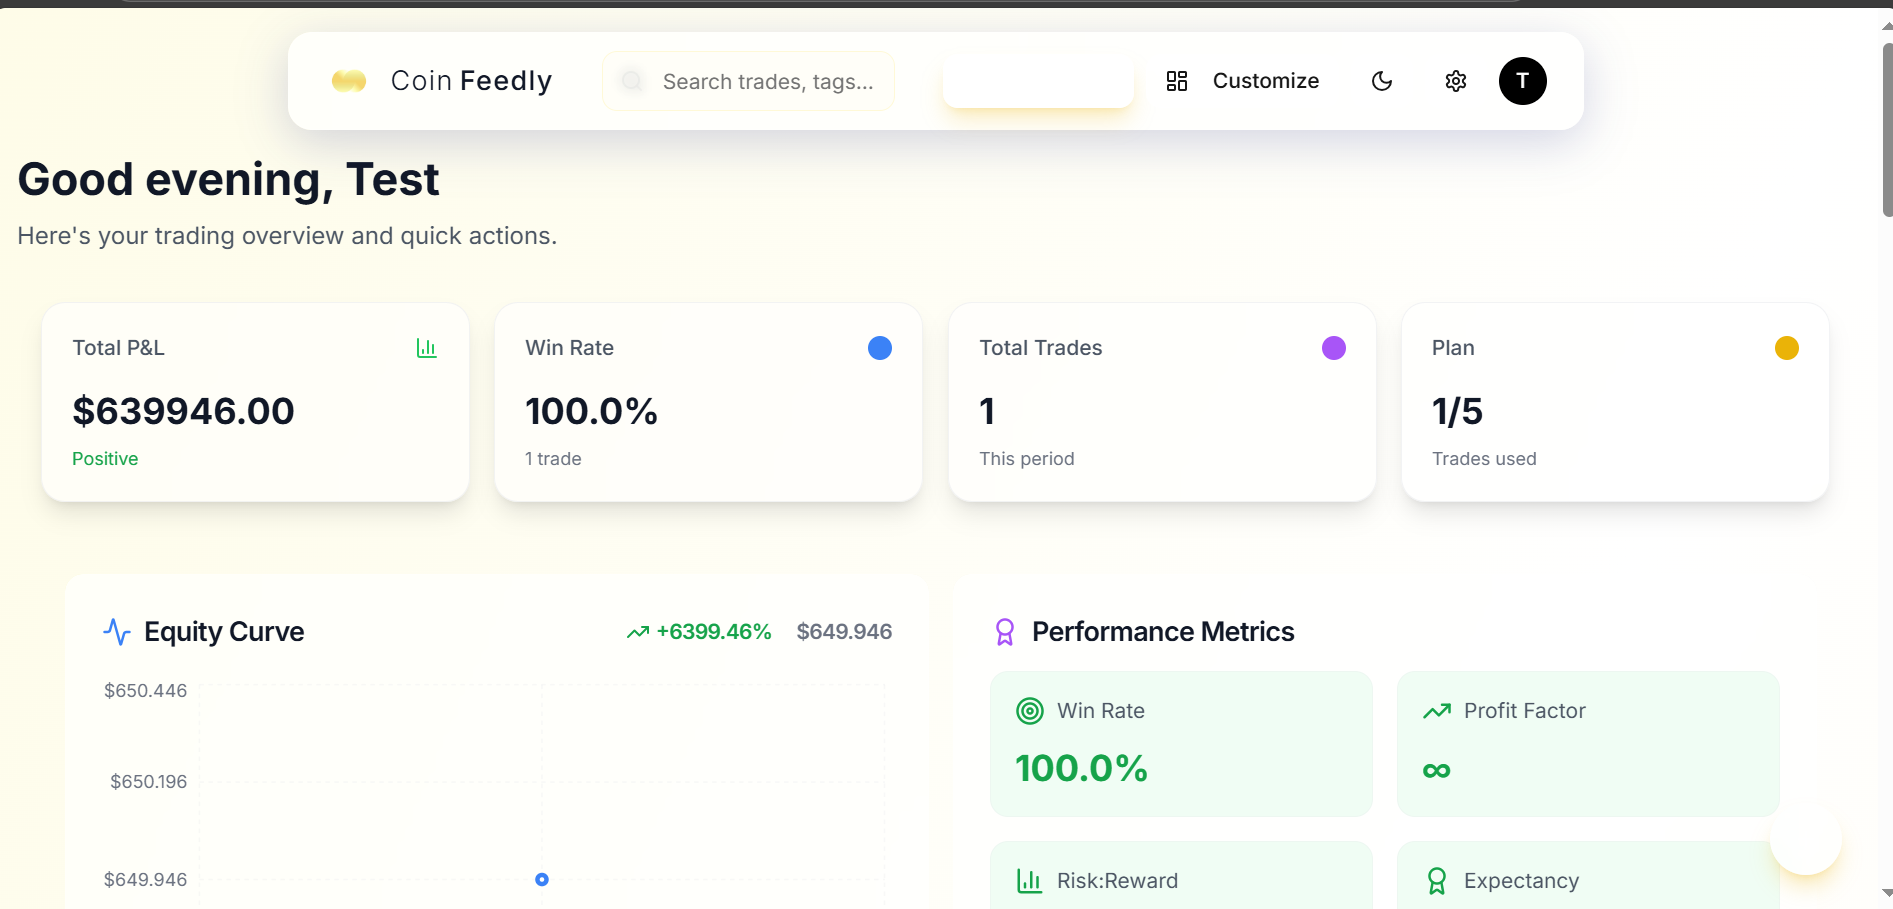 Coin Feedly
Search trades, tags...
Customize
T
Good evening, Test
Here's your trading overview and quick actions.
Total P&L
$639946.00
Positive
Win Rate
100.0%
1 trade
Total Trades
1
This period
Plan
1/5
Trades used
Equity Curve
+6399.46%
$649.946
$650.446
$650.196
$649.946
Performance Metrics
Win Rate
100.0%
Profit Factor
∞
Risk:Reward
Expectancy